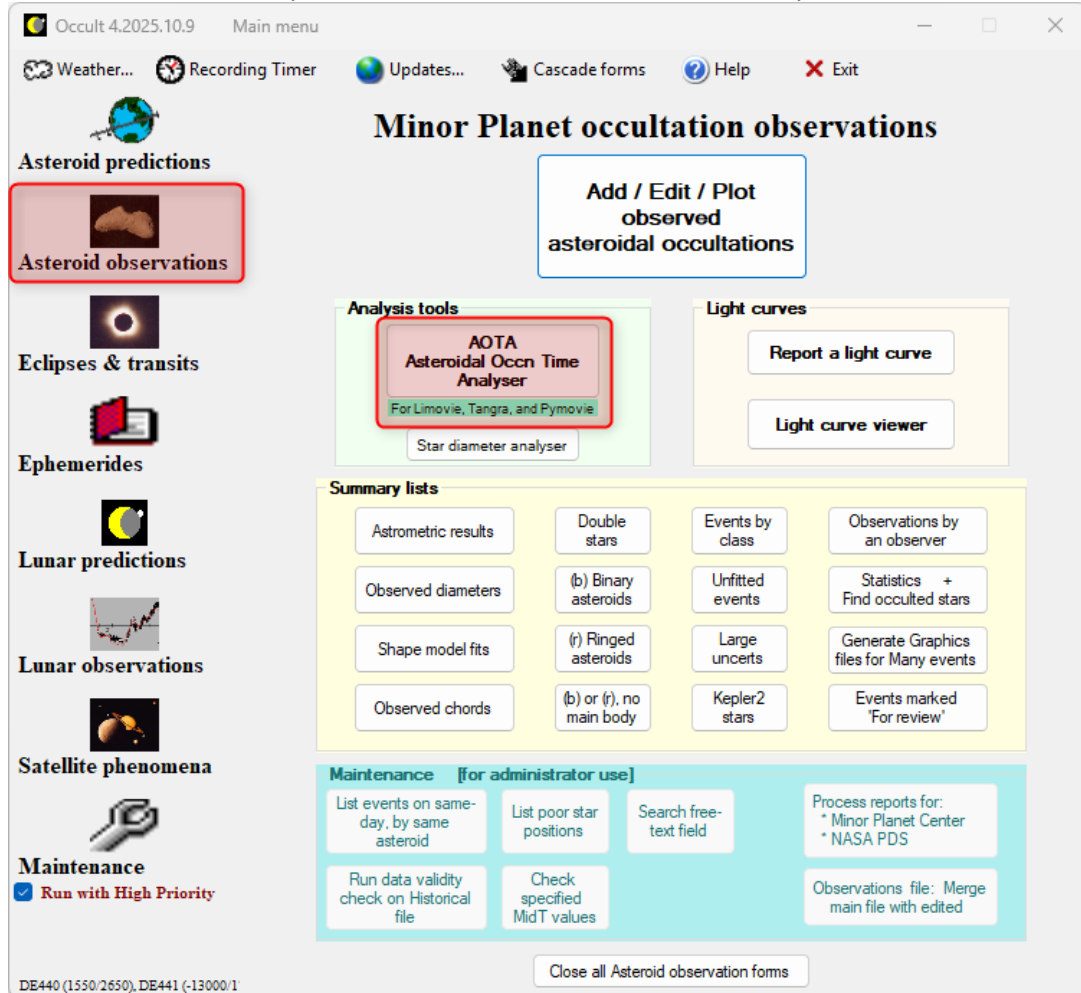 Occult 4.2025.10.9 Main menu
Weather... Recording Timer Updates... Cascade forms Help Exit
Minor Planet occultation observations
Asteroid predictions
Asteroid observations
Eclipses & transits
Ephemerides
Lunar predictions
Lunar observations
Satellite phenomena
Maintenance
Run with High Priority
DE440 (1550/2650), DE441 (-13000/1
Add / Edit / Plot
observed
asteroidal occultations
Analysis tools
AOTA
Asteroidal Occn Time
Analyser
For Limovie, Tangra, and Pymovie
Star diameter analyser
Light curves
Report a light curve
Light curve viewer
Summary lists
Astrometric results
Double
stars
Events by
class
Observations by
an observer
Observed diameters
(b) Binary
asteroids
Unfitted
events
Statistics +
Find occulted stars
Shape model fits
(r) Ringed
asteroids
Large
uncerts
Generate Graphics
files for Many events
Observed chords
(b) or (r), no
main body
Kepler2
stars
Events marked
'For review'
Maintenance [for administrator use]
List events on same-
day, by same
asteroid
List poor star
positions
Search free-
text field
Process reports for:
* Minor Planet Center
* NASA PDS
Run data validity
check on Historical
file
Check
specified
MidT values
Observations file: Merge
main file with edited
Close all Asteroid observation forms